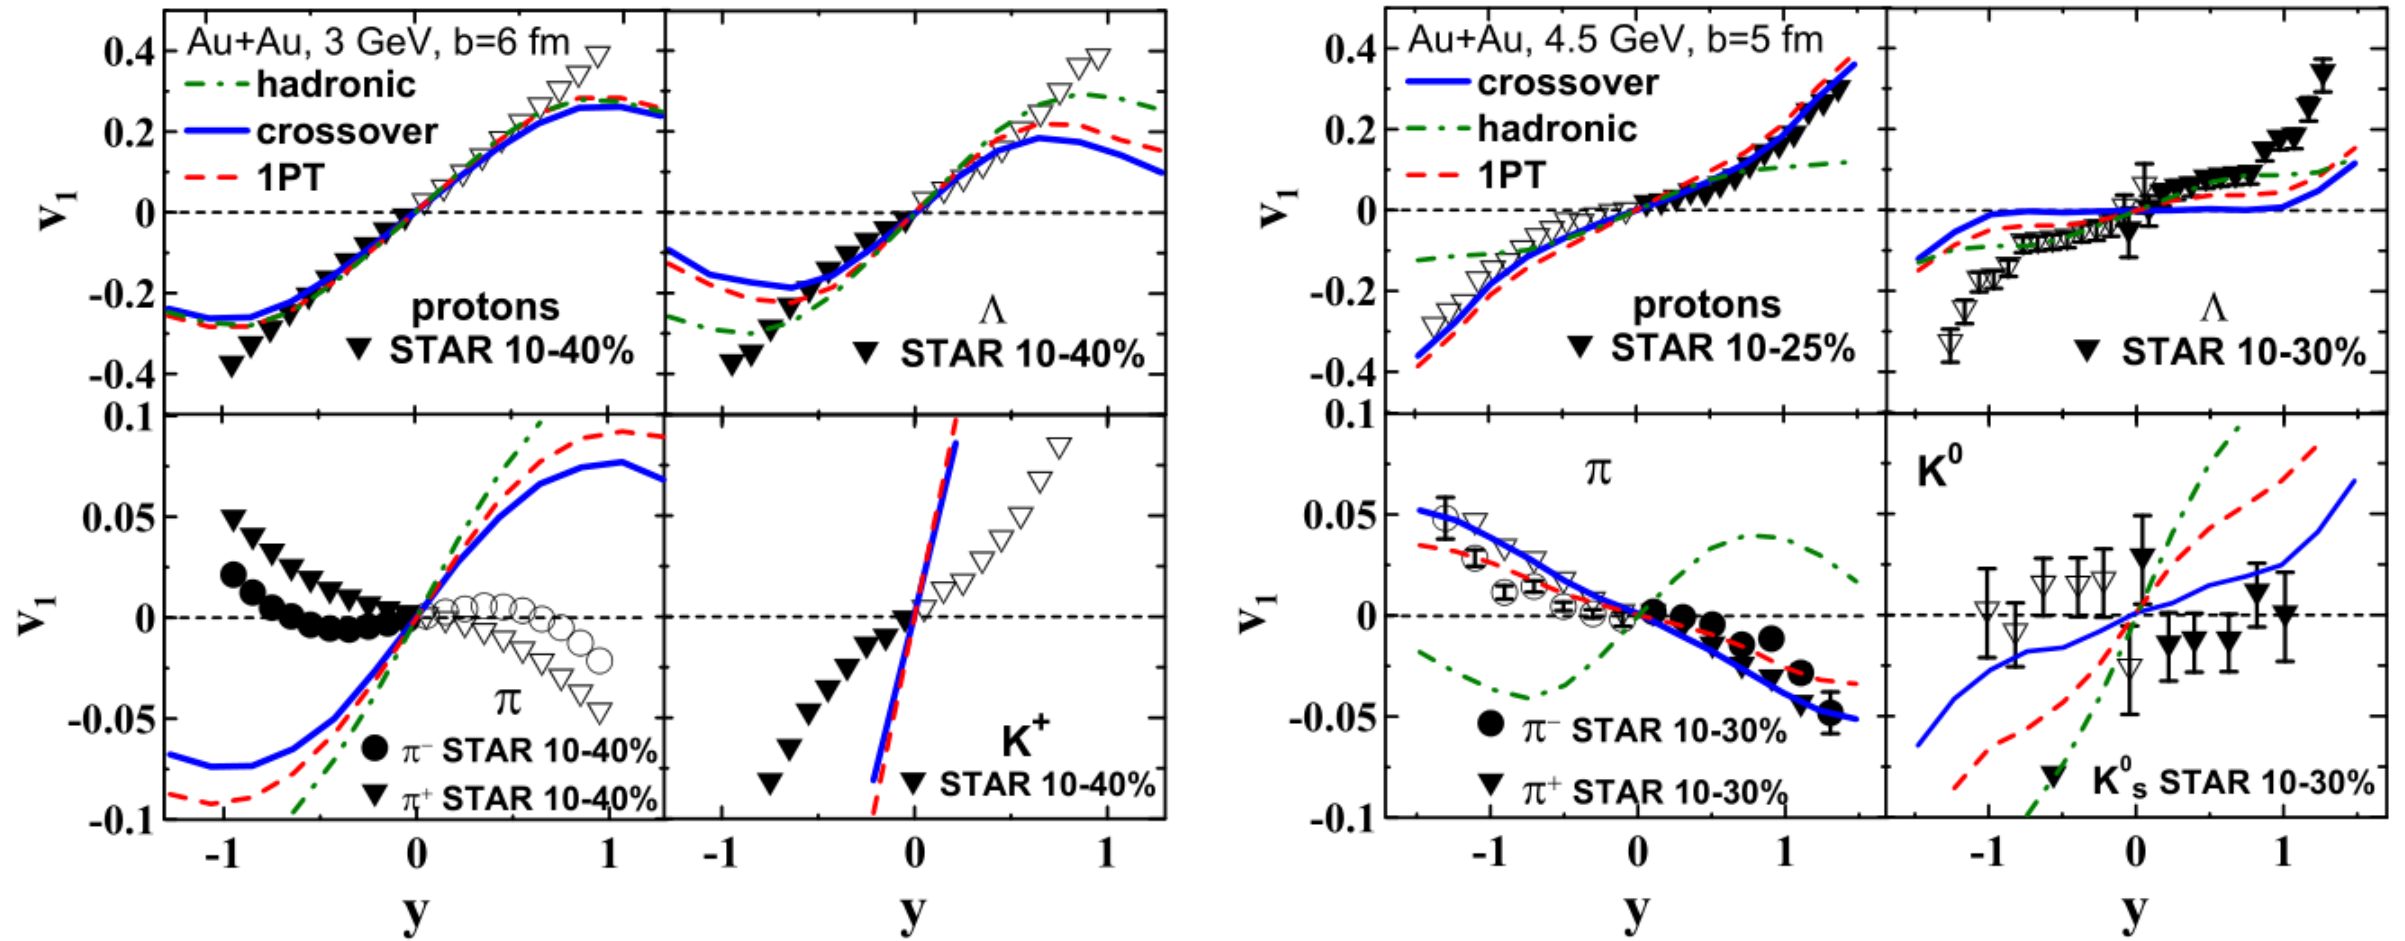 Au+Au, 3 GeV, b=6 fm
hadronic
crossover
1PT
0.4
0.2
0
-0.2
-0.4
v1
protons
STAR 10-40%
Λ
STAR 10-40%
0.1
0.05
0
-0.05
-0.1
v1
π
π− STAR 10-40%
π+ STAR 10-40%
K+
STAR 10-40%
-1 0 1
-1 0 1
y
y
Au+Au, 4.5 GeV, b=5 fm
crossover
hadronic
1PT
0.4
0.2
0
-0.2
-0.4
v1
protons
STAR 10-25%
Λ
STAR 10-30%
0.1
0.05
0
-0.05
-0.1
v1
π
π− STAR 10-30%
π+ STAR 10-30%
K0
K0s STAR 10-30%
-1 0 1
-1 0 1
y
y